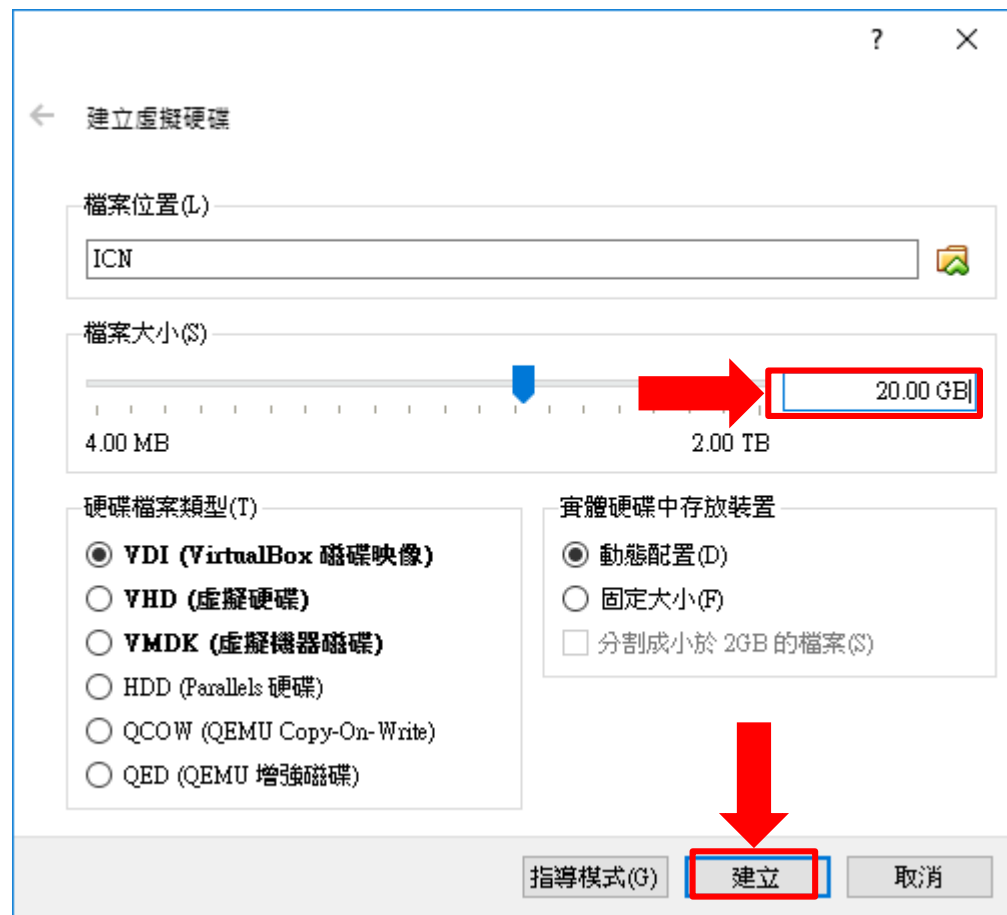 ?
建立虛擬硬碟
檔案位置(L)
ICN
檔案大小(S)
20.00 GB
4.00 MB 2.00 TB
硬碟檔案類型(T)
VDI (VirtualBox 磁碟映像)
VHD (虛擬硬碟)
VMDK (虛擬機器磁碟)
HDD (Parallels 硬碟)
QCOW (QEMU Copy-On-Write)
QED (QEMU 增強磁碟)
實體硬碟中存放裝置
動態配置(D)
固定大小(F)
分割成小於 2GB 的檔案(S)
指導模式(G) 建立 取消